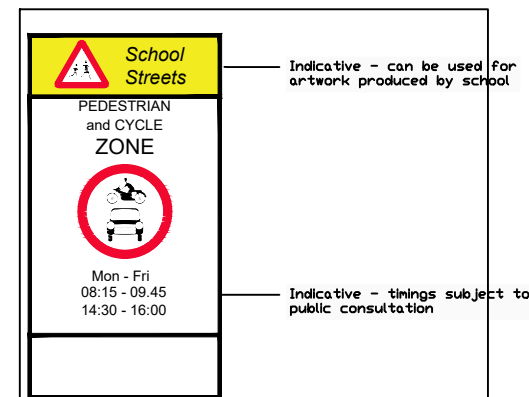 School
Streets
Indicative - can be used for
artwork produced by school
PEDESTRIAN
and CYCLE
ZONE
Mon - Fri
08:15 - 09.45
14:30 - 16:00
Indicative - timings subject to
public consultation